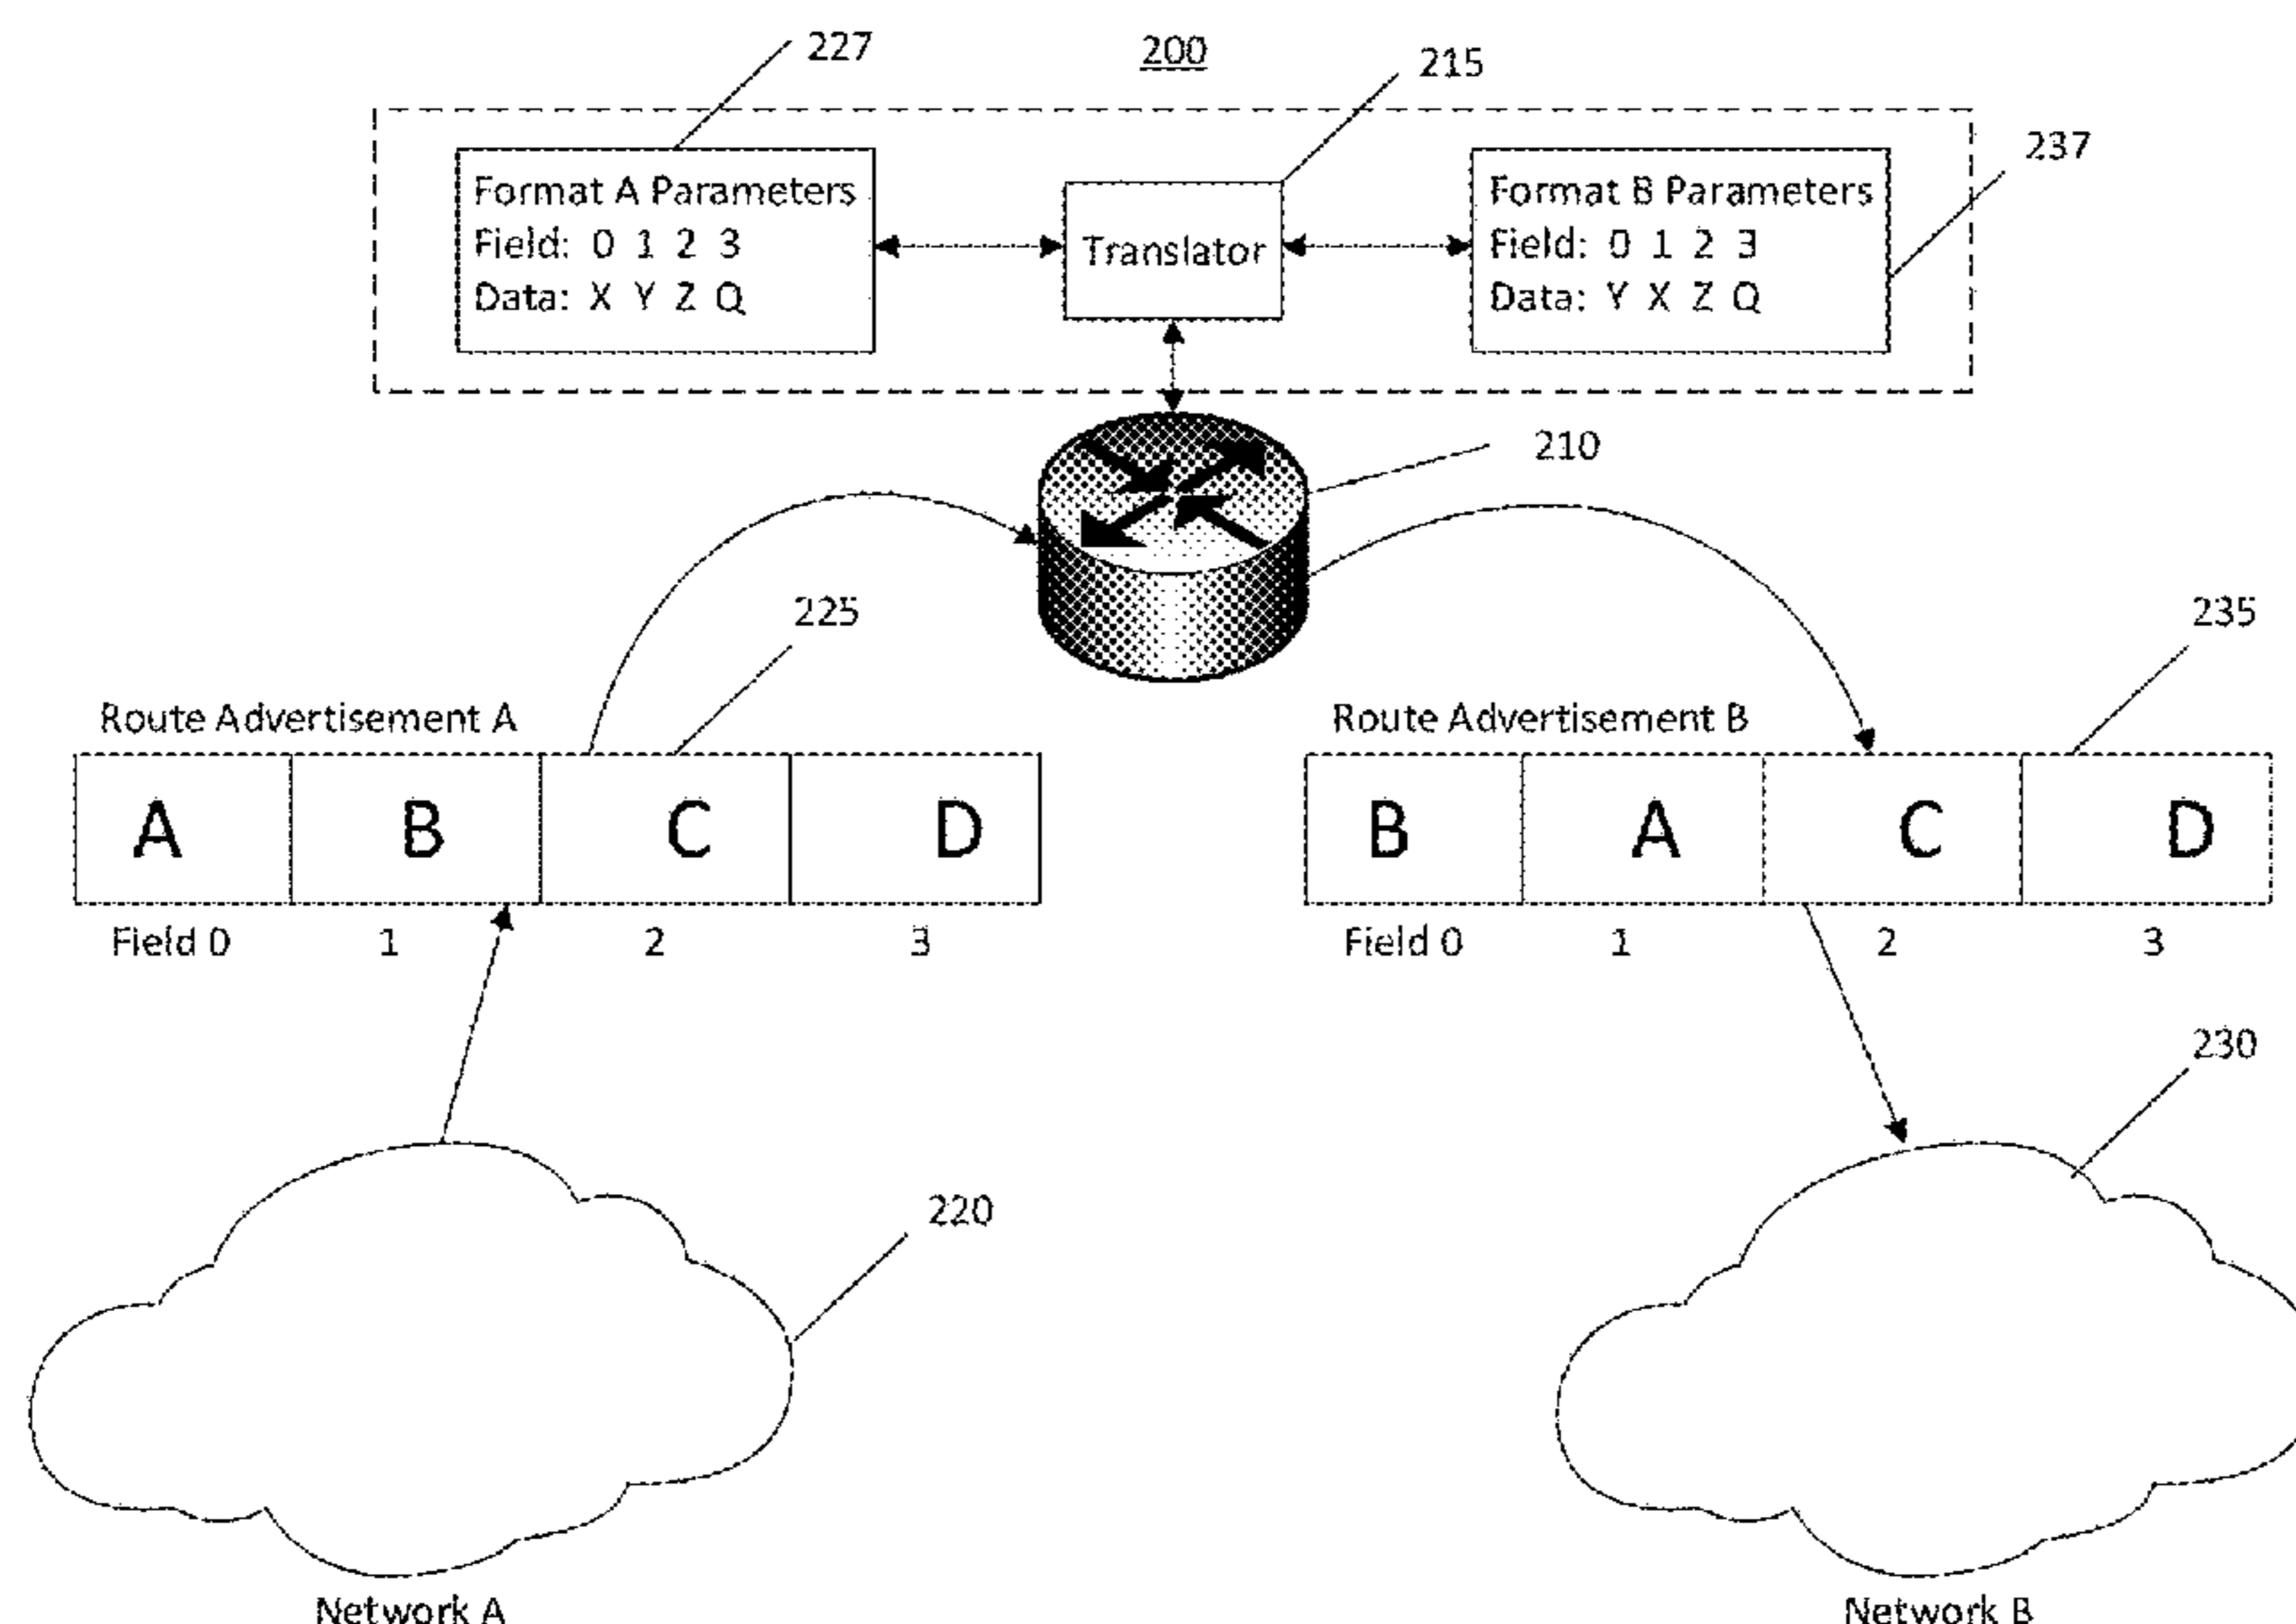 227
200
215
237
Format A Parameters
Field: 0 1 2 3
Data: X Y Z Q
Translator
Format B Parameters
Field: 0 1 2 3
Data: Y X Z Q
210
225
235
Route Advertisement A
A B C D
Field 0 1 2 3
Route Advertisement B
B A C D
Field 0 1 2 3
220
230
Network A
Network B